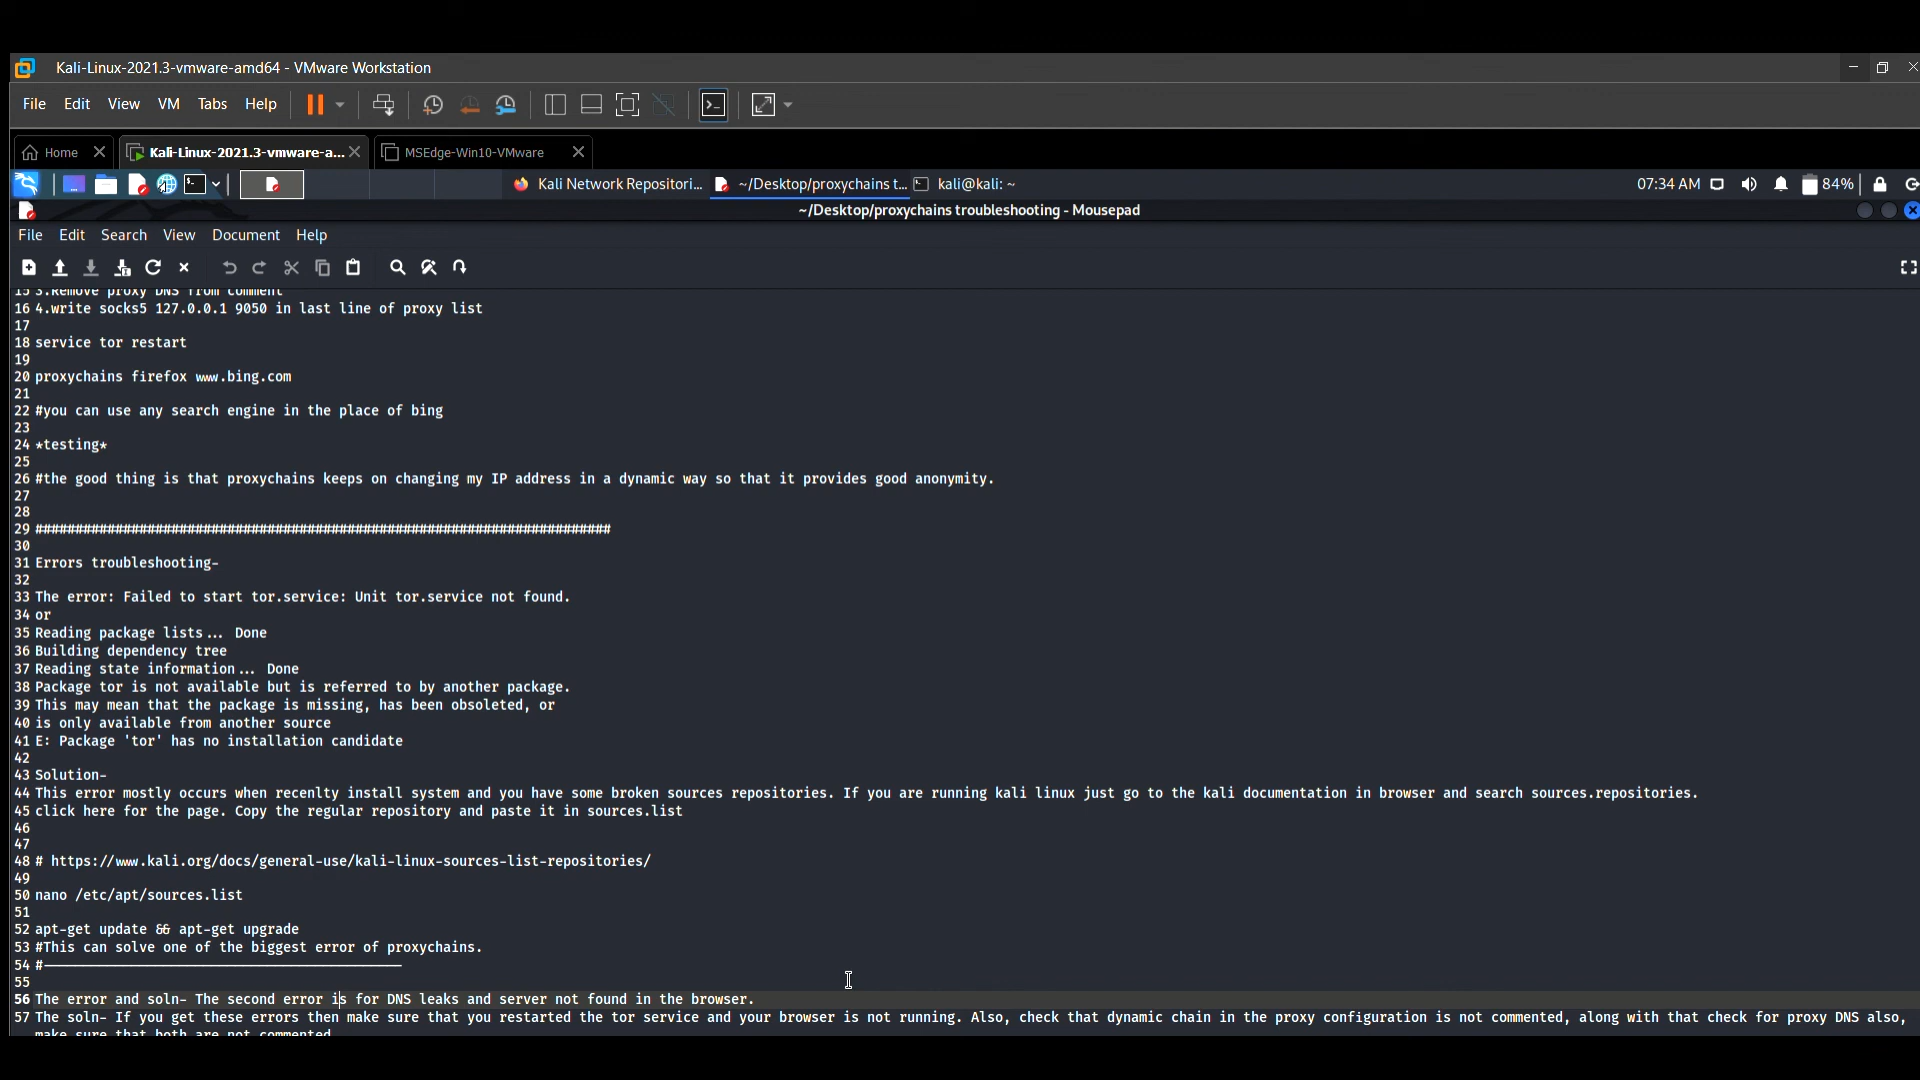 Kali-Linux-2021.3-vmware-amd64 - VMware Workstation
File Edit View VM Tabs Help
Home Kali-Linux-2021.3-vmware-a... MSEdge-Win10-VMware
Kali Network Repositori... ~/Desktop/proxychains t... kali@kali: ~ 07:34 AM 84%
~/Desktop/proxychains troubleshooting - Mousepad
File Edit Search View Document Help
15 3.Remove proxy DNS from comment
16 4.write socks5 127.0.0.1 9050 in last line of proxy list
17
18 service tor restart
19
20 proxychains firefox www.bing.com
21
22 #you can use any search engine in the place of bing
23
24 *testing*
25
26 #the good thing is that proxychains keeps on changing my IP address in a dynamic way so that it provides good anonymity.
27
28
29 ########################################################################
30
31 Errors troubleshooting-
32
33 The error: Failed to start tor.service: Unit tor.service not found.
34 or
35 Reading package lists... Done
36 Building dependency tree
37 Reading state information... Done
38 Package tor is not available but is referred to by another package.
39 This may mean that the package is missing, has been obsoleted, or
40 is only available from another source
41 E: Package 'tor' has no installation candidate
42
43 Solution-
44 This error mostly occurs when recenlty install system and you have some broken sources repositories. If you are running kali linux just go to the kali documentation in browser and search sources.repositories.
45 click here for the page. Copy the regular repository and paste it in sources.list
46
47
48 # https://www.kali.org/docs/general-use/kali-linux-sources-list-repositories/
49
50 nano /etc/apt/sources.list
51
52 apt-get update && apt-get upgrade
53 #This can solve one of the biggest error of proxychains.
54 #---------------------------------------------
55
56 The error and soln- The second error is for DNS leaks and server not found in the browser.
57 The soln- If you get these errors then make sure that you restarted the tor service and your browser is not running. Also, check that dynamic chain in the proxy configuration is not commented, along with that check for proxy DNS also,
make sure that both are not commented